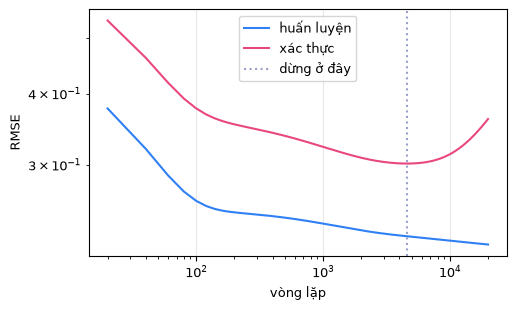 huấn luyện
xác thực
dừng ở đây
RMSE
4 × 10⁻¹
3 × 10⁻¹
10² 10³ 10⁴
vòng lặp